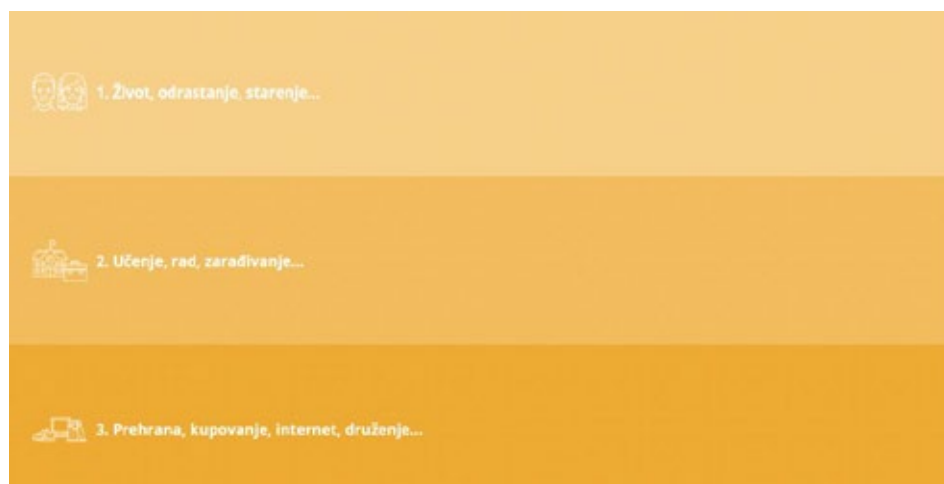 1. Život, odrastanje, starenje...
2. Učenje, rad, zarađivanje...
3. Prehrana, kupovanje, internet, druženje...